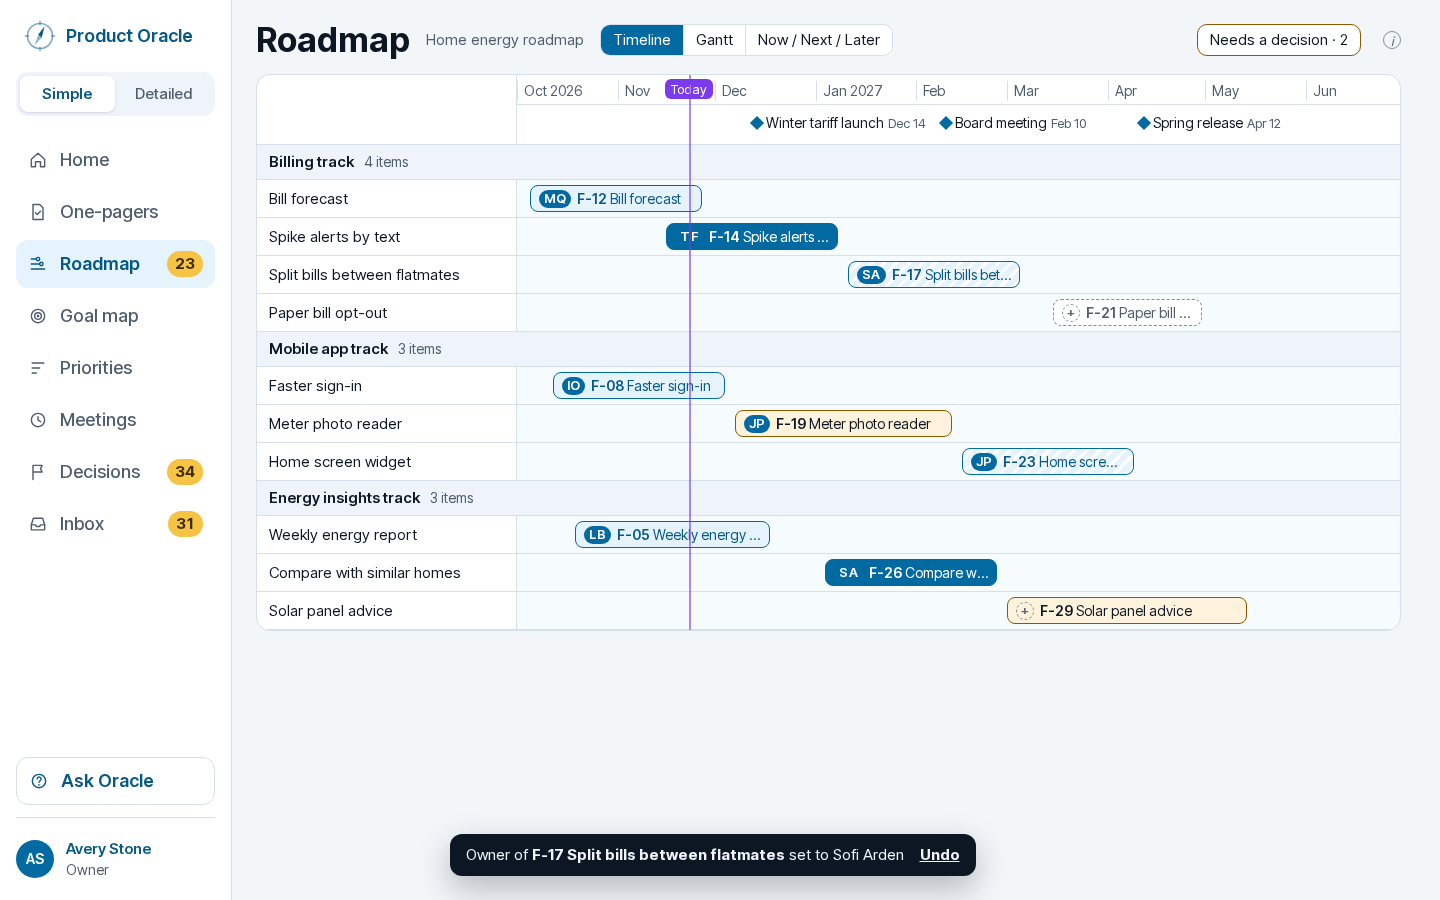 Product Oracle
Simple
Detailed
Home
One-pagers
Roadmap 23
Goal map
Priorities
Meetings
Decisions 34
Inbox 31
Ask Oracle
AS
Avery Stone
Owner
Roadmap
Home energy roadmap
Timeline
Gantt
Now / Next / Later
Needs a decision · 2
i
Oct 2026
Nov
Today
Dec
Jan 2027
Feb
Mar
Apr
May
Jun
Winter tariff launch Dec 14
Board meeting Feb 10
Spring release Apr 12
Billing track 4 items
Bill forecast
MQ F-12 Bill forecast
Spike alerts by text
TF F-14 Spike alerts ...
Split bills between flatmates
SA F-17 Split bills bet...
Paper bill opt-out
+ F-21 Paper bill ...
Mobile app track 3 items
Faster sign-in
IO F-08 Faster sign-in
Meter photo reader
JP F-19 Meter photo reader
Home screen widget
JP F-23 Home scre...
Energy insights track 3 items
Weekly energy report
LB F-05 Weekly energy ...
Compare with similar homes
SA F-26 Compare w...
Solar panel advice
+ F-29 Solar panel advice
Owner of F-17 Split bills between flatmates set to Sofi Arden Undo